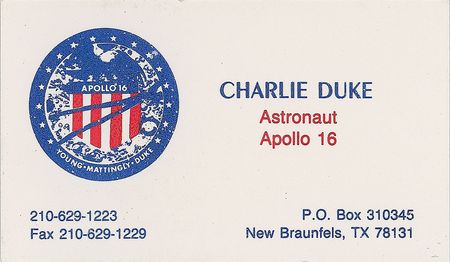 APOLLO 16
YOUNG • MATTINGLY • DUKE
CHARLIE DUKE
Astronaut
Apollo 16
210-629-1223
Fax 210-629-1229
P.O. Box 310345
New Braunfels, TX 78131